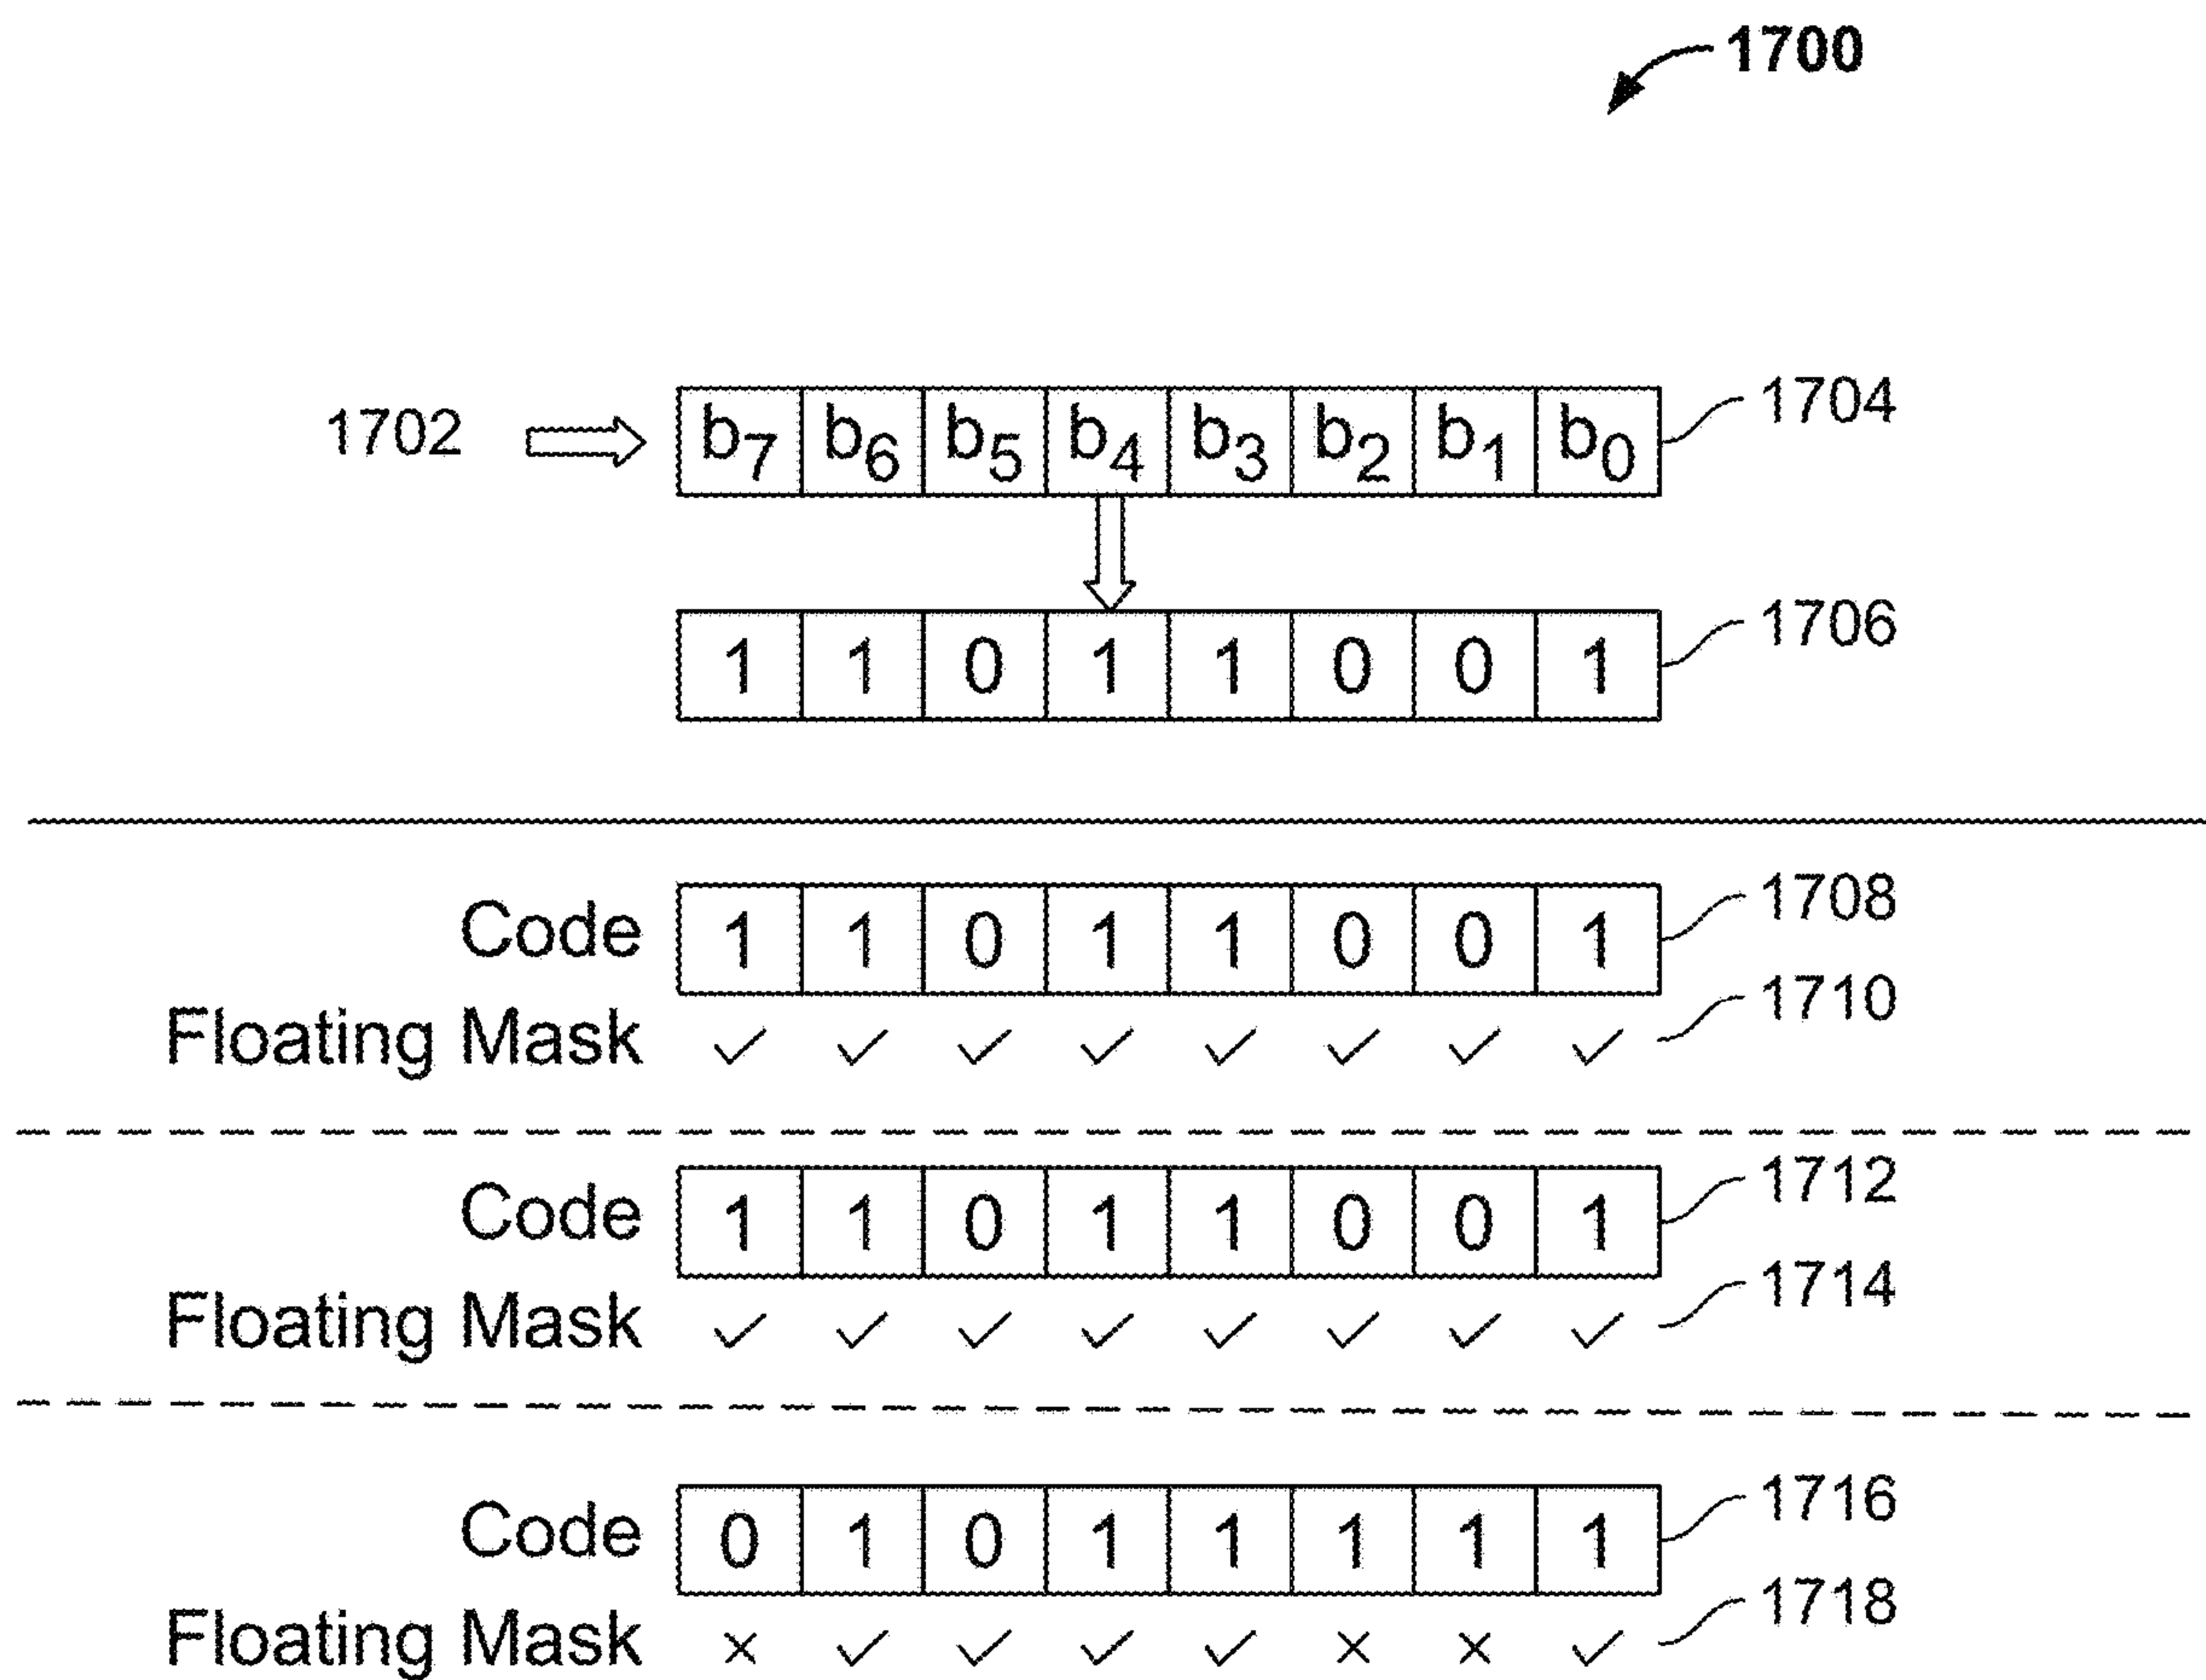 1700
1702 b7 b6 b5 b4 b3 b2 b1 b0 1704
1 1 0 1 1 0 0 1 1706
Code 1 1 0 1 1 0 0 1 1708
Floating Mask ✓ ✓ ✓ ✓ ✓ ✓ ✓ ✓ 1710
Code 1 1 0 1 1 0 0 1 1712
Floating Mask ✓ ✓ ✓ ✓ ✓ ✓ ✓ ✓ 1714
Code 0 1 0 1 1 1 1 1 1716
Floating Mask × ✓ ✓ ✓ ✓ × × ✓ 1718